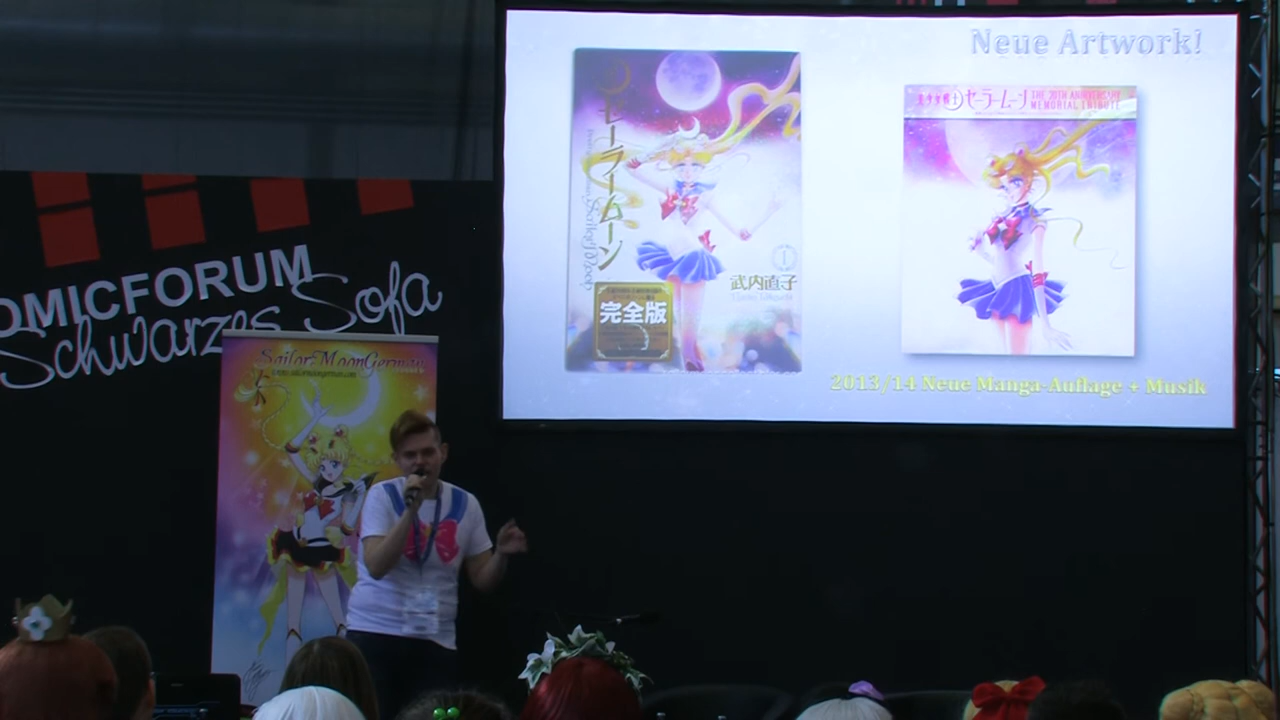 Neue Artwork!
セーラームーン
Sailor Moon
1
武内直子
完全版
美少女戦士セーラームーン THE 20TH ANNIVERSARY
MEMORIAL TRIBUTE
2013/14 Neue Manga-Auflage + Musik
OMICFORUM
Schwarzes Sofa
SailorMoonGerman